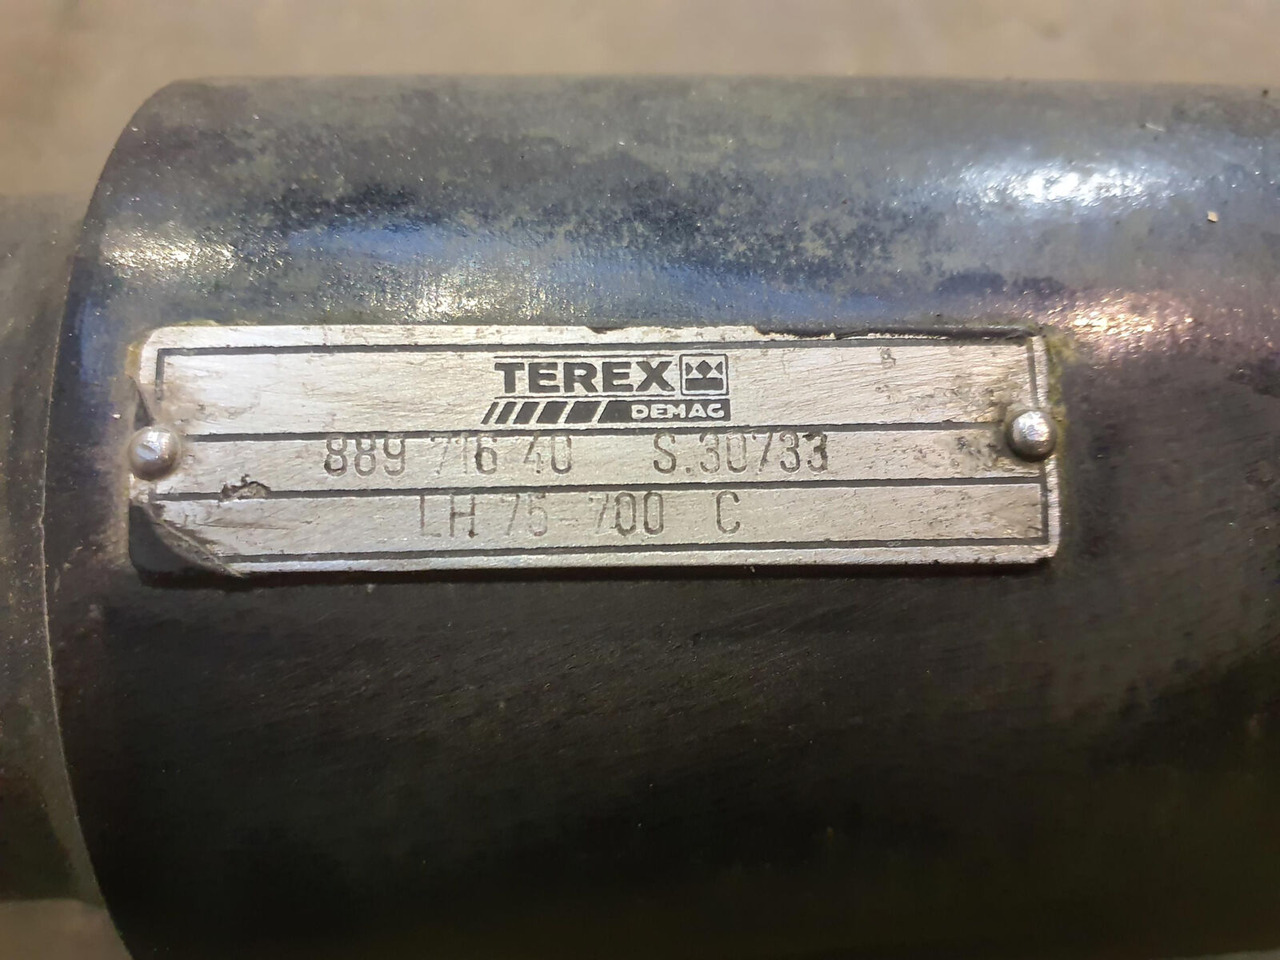 TEREX
DEMAG
889 716 40 S.30733
LH 75-700 C